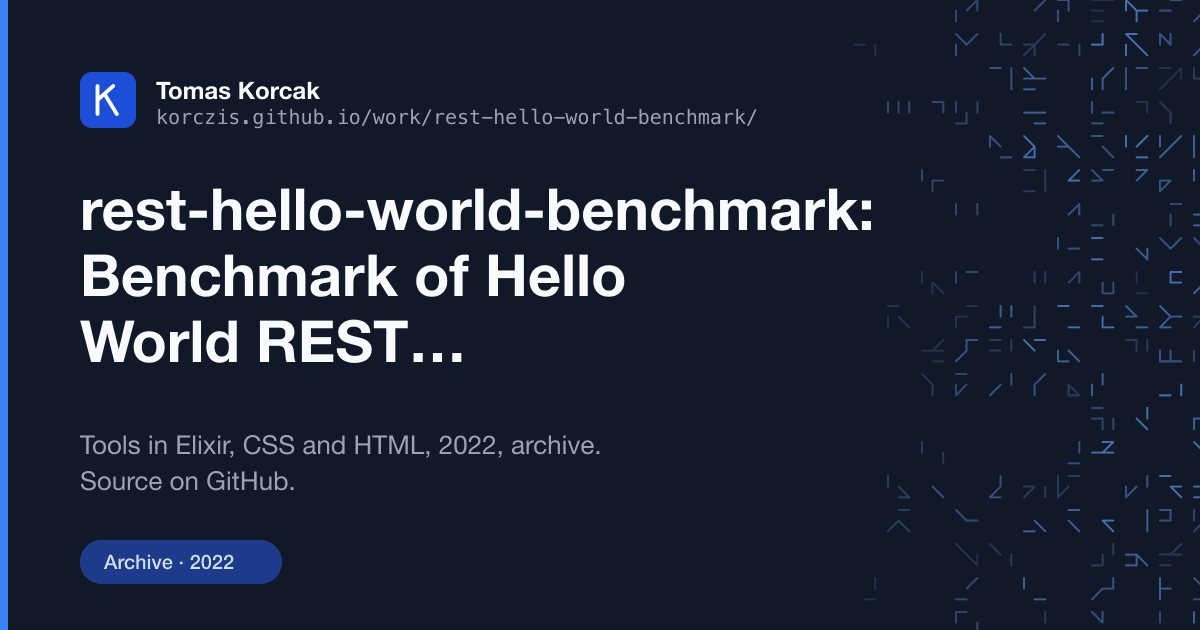 K
Tomas Korcak
korczis.github.io/work/rest-hello-world-benchmark/
rest-hello-world-benchmark:
Benchmark of Hello
World REST…
Tools in Elixir, CSS and HTML, 2022, archive.
Source on GitHub.
Archive · 2022